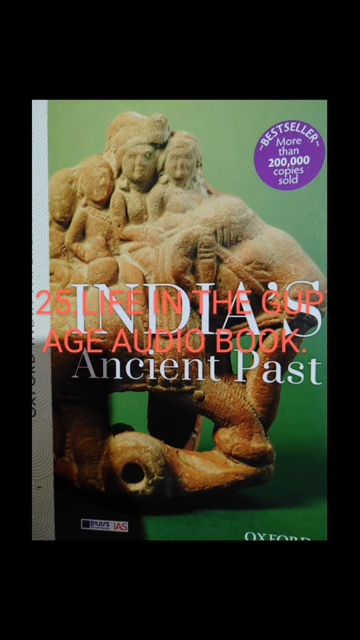 BESTSELLER
More
than
200,000
copies
sold
25.LIFE IN THE GUP
AGE AUDIO BOOK.
INDIA'S
Ancient Past
BYJU'S IAS
OXFORD